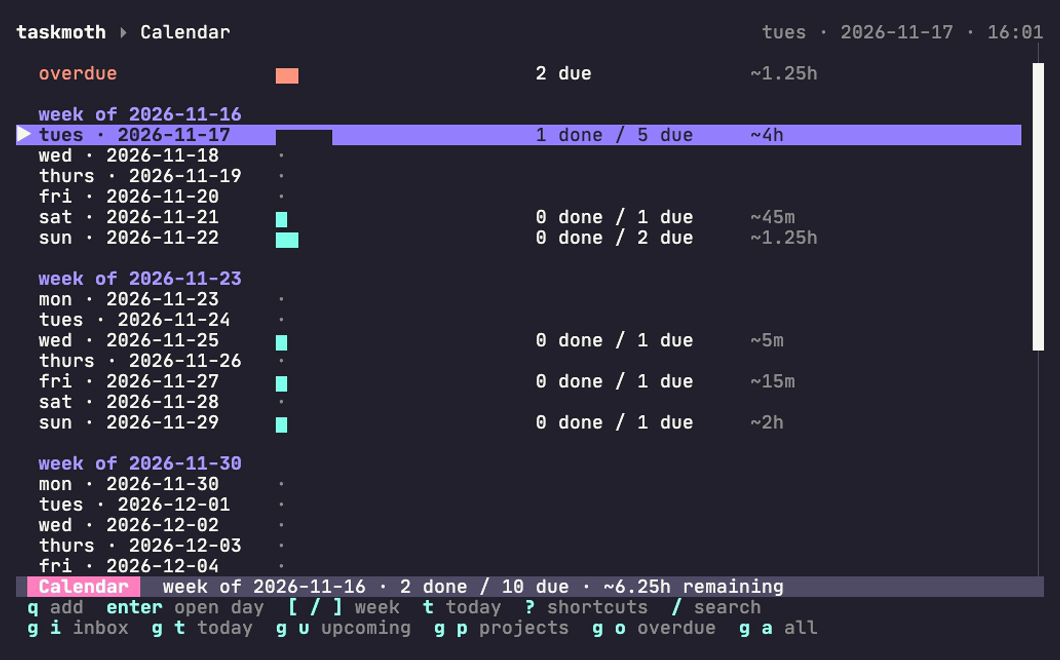 taskmoth ▸ Calendar tues · 2026-11-17 · 16:01
overdue 2 due ~1.25h
week of 2026-11-16
▶ tues · 2026-11-17 1 done / 5 due ~4h
wed · 2026-11-18 ·
thurs · 2026-11-19 ·
fri · 2026-11-20 ·
sat · 2026-11-21 0 done / 1 due ~45m
sun · 2026-11-22 0 done / 2 due ~1.25h
week of 2026-11-23
mon · 2026-11-23 ·
tues · 2026-11-24 ·
wed · 2026-11-25 0 done / 1 due ~5m
thurs · 2026-11-26 ·
fri · 2026-11-27 0 done / 1 due ~15m
sat · 2026-11-28 ·
sun · 2026-11-29 0 done / 1 due ~2h
week of 2026-11-30
mon · 2026-11-30 ·
tues · 2026-12-01 ·
wed · 2026-12-02 ·
thurs · 2026-12-03 ·
fri · 2026-12-04 ·
Calendar week of 2026-11-16 · 2 done / 10 due · ~6.25h remaining
q add enter open day [ / ] week t today ? shortcuts / search
g i inbox g t today g u upcoming g p projects g o overdue g a all